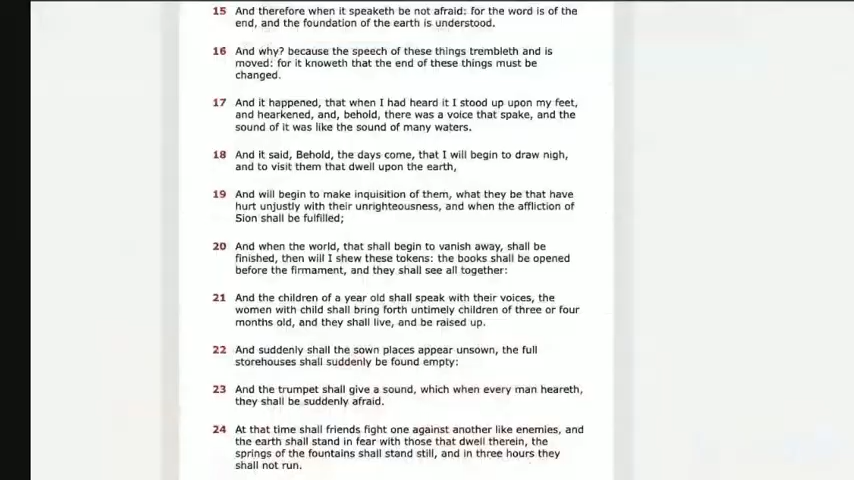 15 And therefore when it speaketh be not afraid: for the word is of the
end, and the foundation of the earth is understood.
16 And why? because the speech of these things trembleth and is
moved: for it knoweth that the end of these things must be
changed.
17 And it happened, that when I had heard it I stood up upon my feet,
and hearkened, and, behold, there was a voice that spake, and the
sound of it was like the sound of many waters.
18 And it said, Behold, the days come, that I will begin to draw nigh,
and to visit them that dwell upon the earth,
19 And will begin to make inquisition of them, what they be that have
hurt unjustly with their unrighteousness, and when the affliction of
Sion shall be fulfilled;
20 And when the world, that shall begin to vanish away, shall be
finished, then will I shew these tokens: the books shall be opened
before the firmament, and they shall see all together:
21 And the children of a year old shall speak with their voices, the
women with child shall bring forth untimely children of three or four
months old, and they shall live, and be raised up.
22 And suddenly shall the sown places appear unsown, the full
storehouses shall suddenly be found empty:
23 And the trumpet shall give a sound, which when every man heareth,
they shall be suddenly afraid.
24 At that time shall friends fight one against another like enemies, and
the earth shall stand in fear with those that dwell therein, the
springs of the fountains shall stand still, and in three hours they
shall not run.